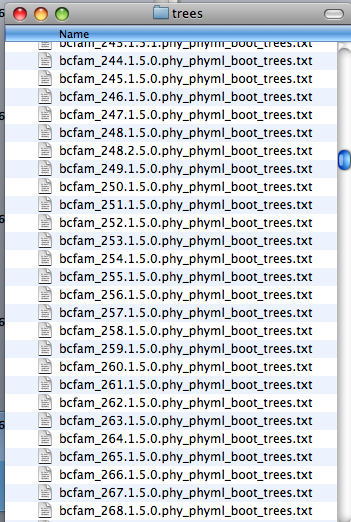 trees
Name
bcfam_243.1.5.1.phy_phyml_boot_trees.txt
bcfam_244.1.5.0.phy_phyml_boot_trees.txt
bcfam_245.1.5.0.phy_phyml_boot_trees.txt
bcfam_246.1.5.0.phy_phyml_boot_trees.txt
bcfam_247.1.5.0.phy_phyml_boot_trees.txt
bcfam_248.1.5.0.phy_phyml_boot_trees.txt
bcfam_248.2.5.0.phy_phyml_boot_trees.txt
bcfam_249.1.5.0.phy_phyml_boot_trees.txt
bcfam_250.1.5.0.phy_phyml_boot_trees.txt
bcfam_251.1.5.0.phy_phyml_boot_trees.txt
bcfam_252.1.5.0.phy_phyml_boot_trees.txt
bcfam_253.1.5.0.phy_phyml_boot_trees.txt
bcfam_254.1.5.0.phy_phyml_boot_trees.txt
bcfam_255.1.5.0.phy_phyml_boot_trees.txt
bcfam_256.1.5.0.phy_phyml_boot_trees.txt
bcfam_257.1.5.0.phy_phyml_boot_trees.txt
bcfam_258.1.5.0.phy_phyml_boot_trees.txt
bcfam_259.1.5.0.phy_phyml_boot_trees.txt
bcfam_260.1.5.0.phy_phyml_boot_trees.txt
bcfam_261.1.5.0.phy_phyml_boot_trees.txt
bcfam_262.1.5.0.phy_phyml_boot_trees.txt
bcfam_263.1.5.0.phy_phyml_boot_trees.txt
bcfam_264.1.5.0.phy_phyml_boot_trees.txt
bcfam_265.1.5.0.phy_phyml_boot_trees.txt
bcfam_266.1.5.0.phy_phyml_boot_trees.txt
bcfam_267.1.5.0.phy_phyml_boot_trees.txt
bcfam_268.1.5.0.phy_phyml_boot_trees.txt